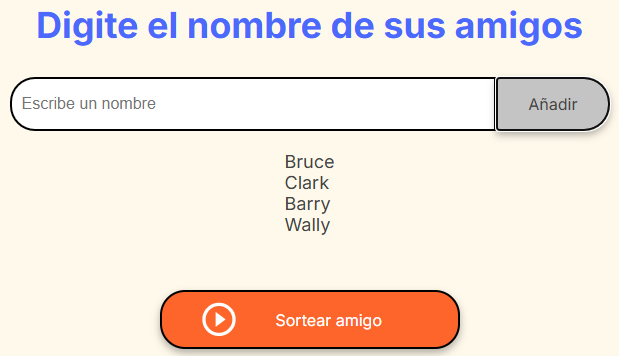 Digite el nombre de sus amigos
Escribe un nombre
Añadir
Bruce
Clark
Barry
Wally
Sortear amigo